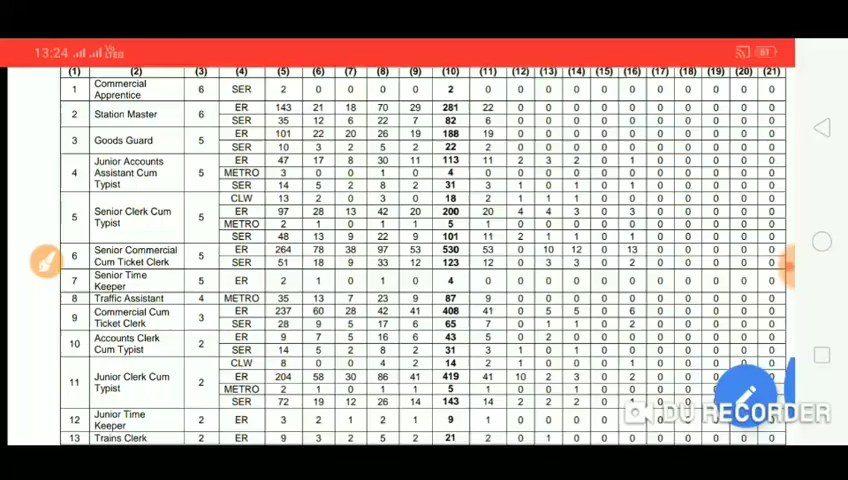 13:24 61
(1) (2) (3) (4) (5) (6) (7) (8) (9) (10) (11) (12) (13) (14) (15) (16) (17) (18) (19) (20) (21)
1 Commercial Apprentice 6 SER 2 0 0 0 0 2 0 0 0 0 0 0 0 0 0 0 0
2 Station Master 6 ER 143 21 18 70 29 281 22 0 0 0 0 0 0 0 0 0 0
SER 35 12 6 22 7 82 6 0 0 0 0 0 0 0 0 0 0
3 Goods Guard 5 ER 101 22 20 26 19 188 19 0 0 0 0 0 0 0 0 0 0
SER 10 3 2 5 2 22 2 0 0 0 0 0 0 0 0 0 0
4 Junior Accounts Assistant Cum Typist 5 ER 47 17 8 30 11 113 11 2 3 2 0 1 0 0 0 0 0
METRO 3 0 0 1 0 4 0 0 0 0 0 0 0 0 0 0 0
SER 14 5 2 8 2 31 3 1 0 1 0 1 0 0 0 0 0
5 Senior Clerk Cum Typist 5 CLW 13 2 0 3 0 18 2 1 1 1 0 0 0 0 0 0 0
ER 97 28 13 42 20 200 20 4 4 3 0 3 0 0 0 0 0
METRO 2 1 0 1 1 5 1 0 0 0 0 0 0 0 0 0 0
SER 48 13 9 22 9 101 11 2 1 1 0 3 0 0 0 0 0
6 Senior Commercial Cum Ticket Clerk 5 ER 264 78 38 97 53 530 53 0 10 12 0 13 0 0 0 0 0
SER 51 18 9 33 12 123 12 0 3 3 0 2 0 0 0 0 0
7 Senior Time Keeper 5 ER 2 1 0 1 0 4 0 0 0 0 0 0 0 0 0 0 0
8 Traffic Assistant 4 METRO 35 13 7 23 9 87 9 0 0 0 0 0 0 0 0 0 0
9 Commercial Cum Ticket Clerk 3 ER 237 60 28 42 41 408 41 0 5 5 0 6 0 0 0 0 0
SER 28 9 5 17 6 65 7 0 1 1 0 2 0 0 0 0 0
10 Accounts Clerk Cum Typist 2 ER 9 7 5 16 6 43 5 0 2 0 0 0 0 0 0 0 0
SER 14 5 2 8 2 31 3 1 0 1 0 1 0 0 0 0 0
11 Junior Clerk Cum Typist 2 CLW 8 0 0 4 2 14 2 1 0 0 0 1 0 0 0 0 0
ER 204 58 30 86 41 419 41 10 2 3 0 2 0 0 0
METRO 2 1 0 1 1 5 1 0 0 1 0 0 0 0
SER 72 19 12 26 14 143 14 2 2 2 0
12 Junior Time Keeper 2 ER 3 2 1 2 1 9 1 0 0 0 0
13 Trains Clerk 2 ER 9 3 2 5 2 21 2 0 1 0 0 0 0 0 0 0 0
DU RECORDER